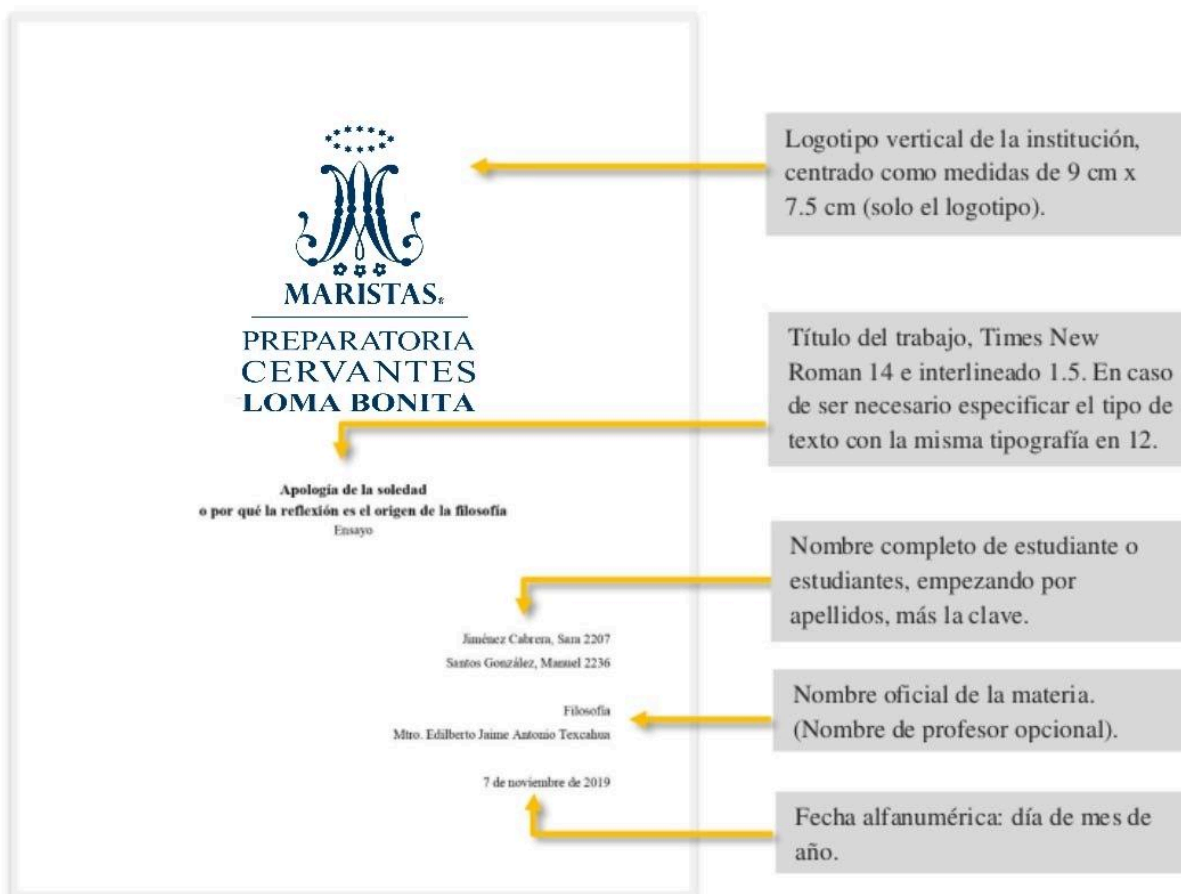 MARISTAS®
PREPARATORIA
CERVANTES
LOMA BONITA
Apología de la soledad
o por qué la reflexión es el origen de la filosofía
Ensayo
Jiménez Cabrera, Sara 2207
Santos González, Manuel 2236
Filosofía
Mtro. Edilberto Jaime Antonio Texcahua
7 de noviembre de 2019
Logotipo vertical de la institución,
centrado como medidas de 9 cm x
7.5 cm (solo el logotipo).
Título del trabajo, Times New
Roman 14 e interlineado 1.5. En caso
de ser necesario especificar el tipo de
texto con la misma tipografía en 12.
Nombre completo de estudiante o
estudiantes, empezando por
apellidos, más la clave.
Nombre oficial de la materia.
(Nombre de profesor opcional).
Fecha alfanumérica: día de mes de
año.